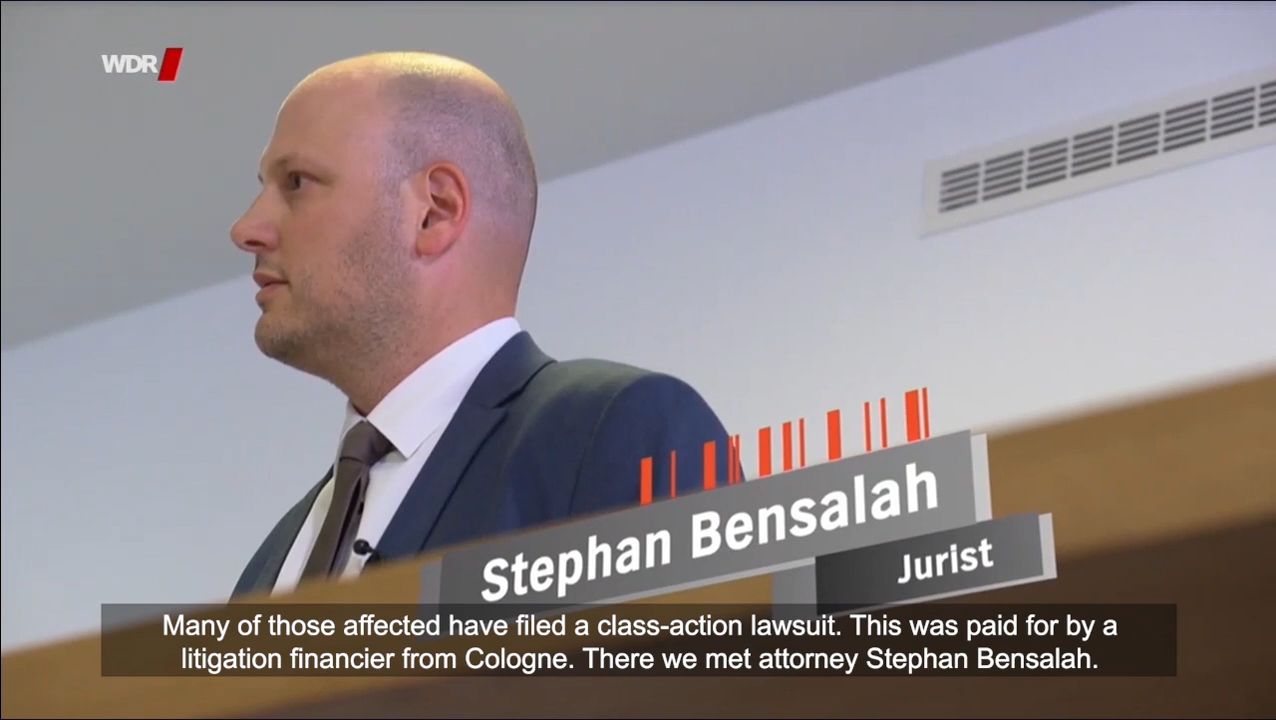 WDR
Stephan Bensalah
Jurist
Many of those affected have filed a class-action lawsuit. This was paid for by a
litigation financier from Cologne. There we met attorney Stephan Bensalah.